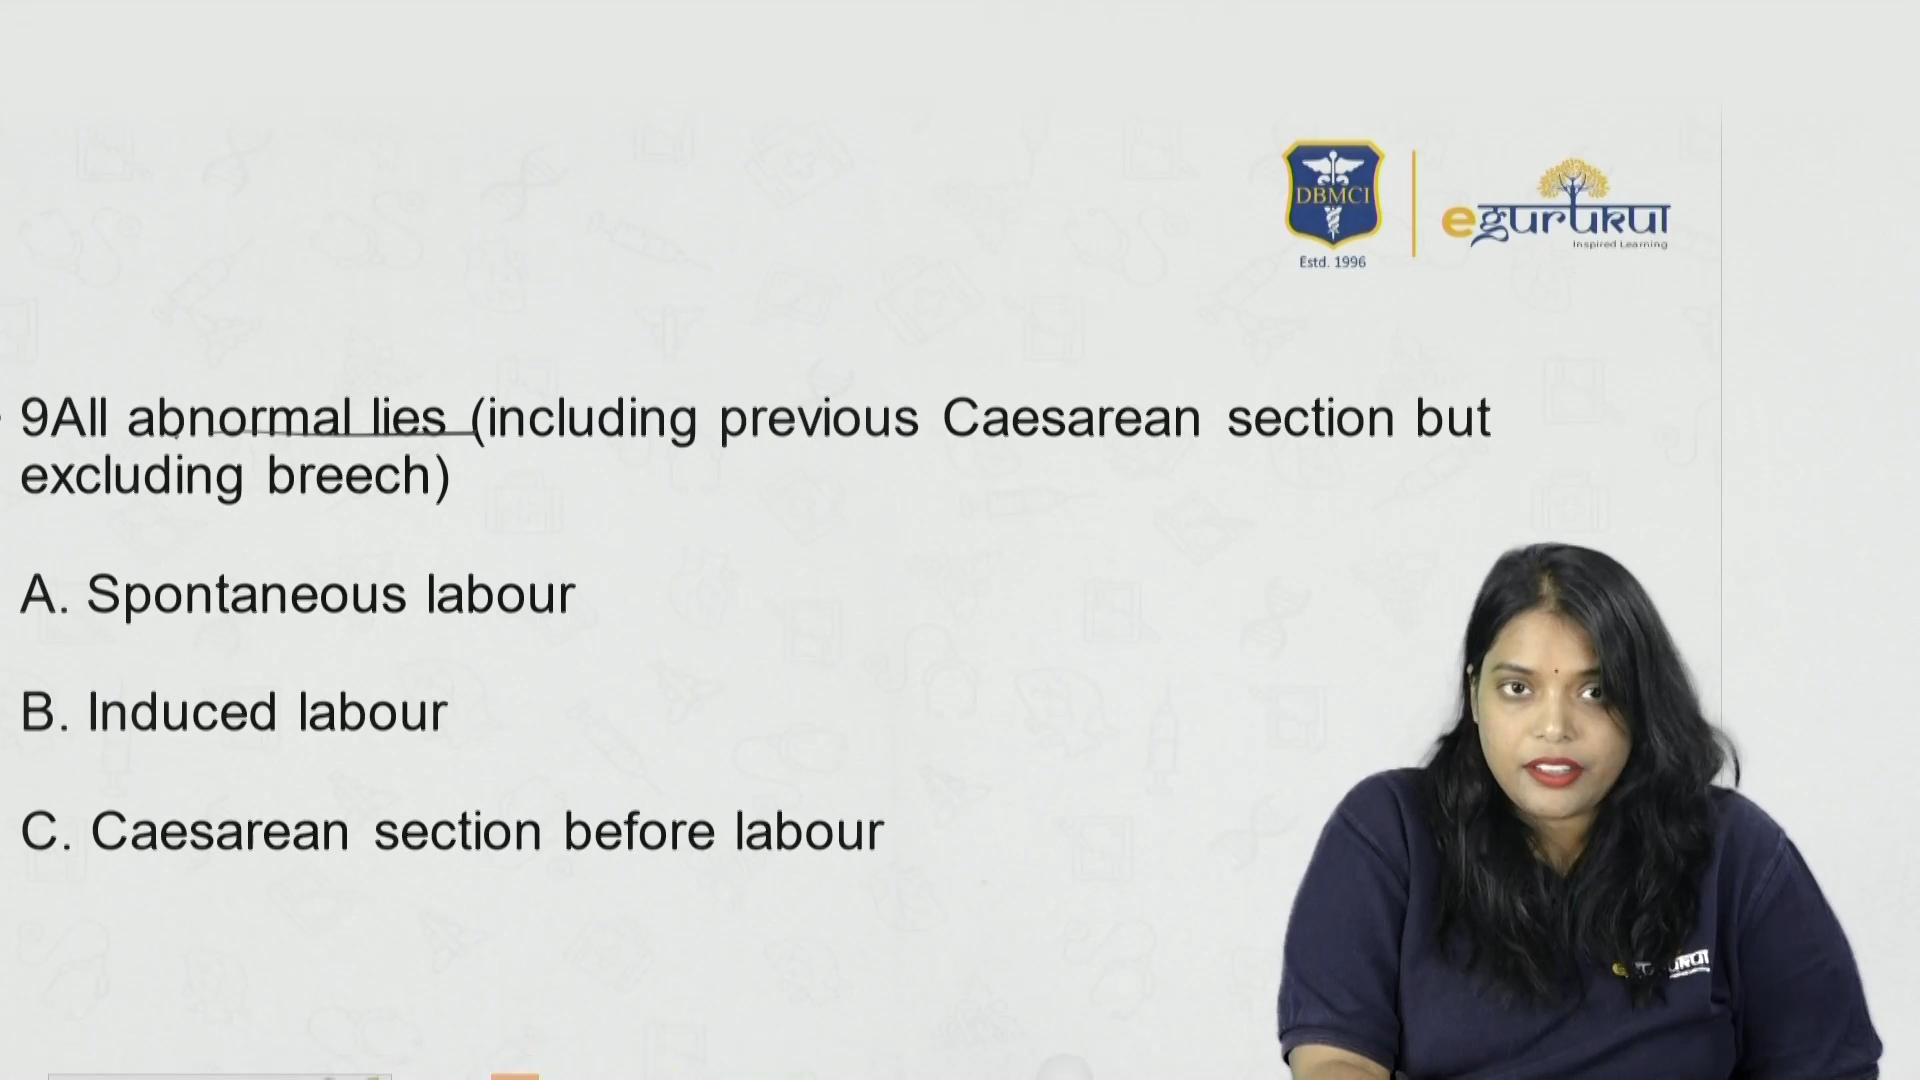 DBMCI
Estd. 1996
egurukul
Inspired Learning
9All abnormal lies (including previous Caesarean section but
excluding breech)
A. Spontaneous labour
B. Induced labour
C. Caesarean section before labour